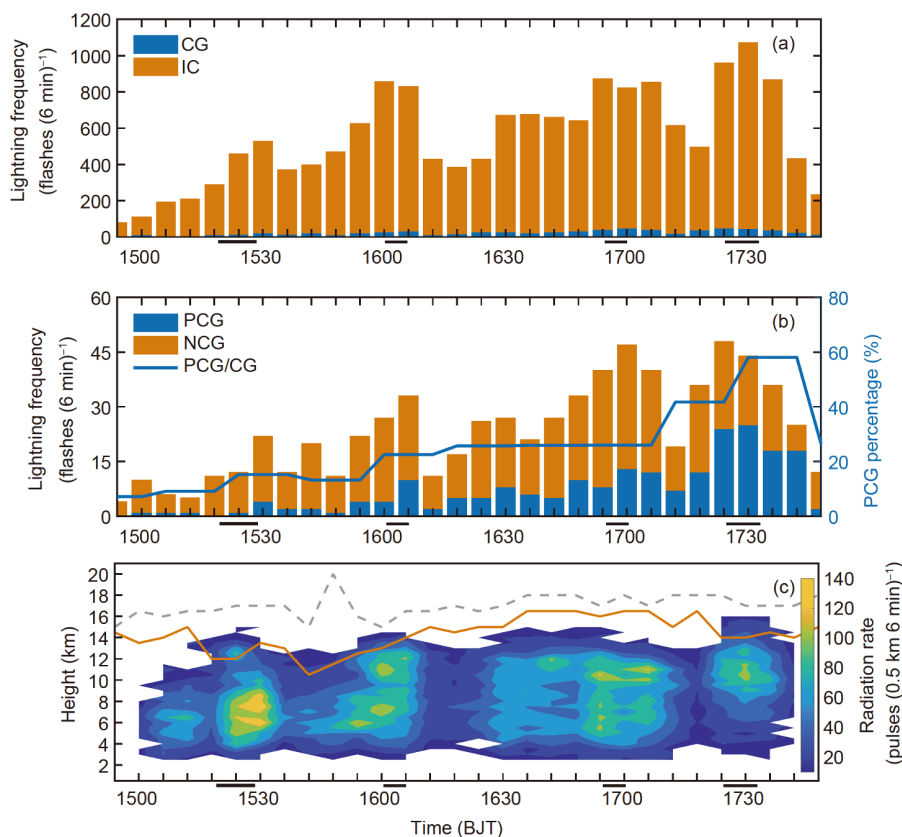 (a)
CG
IC
Lightning frequency
(flashes (6 min)⁻¹)
1200
1000
800
600
400
200
0
1500 1530 1600 1630 1700 1730
(b)
PCG
NCG
PCG/CG
Lightning frequency
(flashes (6 min)⁻¹)
60
45
30
15
0
80
60
40
20
0
PCG percentage (%)
1500 1530 1600 1630 1700 1730
(c)
Height (km)
20
18
16
14
12
10
8
6
4
2
140
120
100
80
60
40
20
Radiation rate
(pulses (0.5 km 6 min)⁻¹)
1500 1530 1600 1630 1700 1730
Time (BJT)